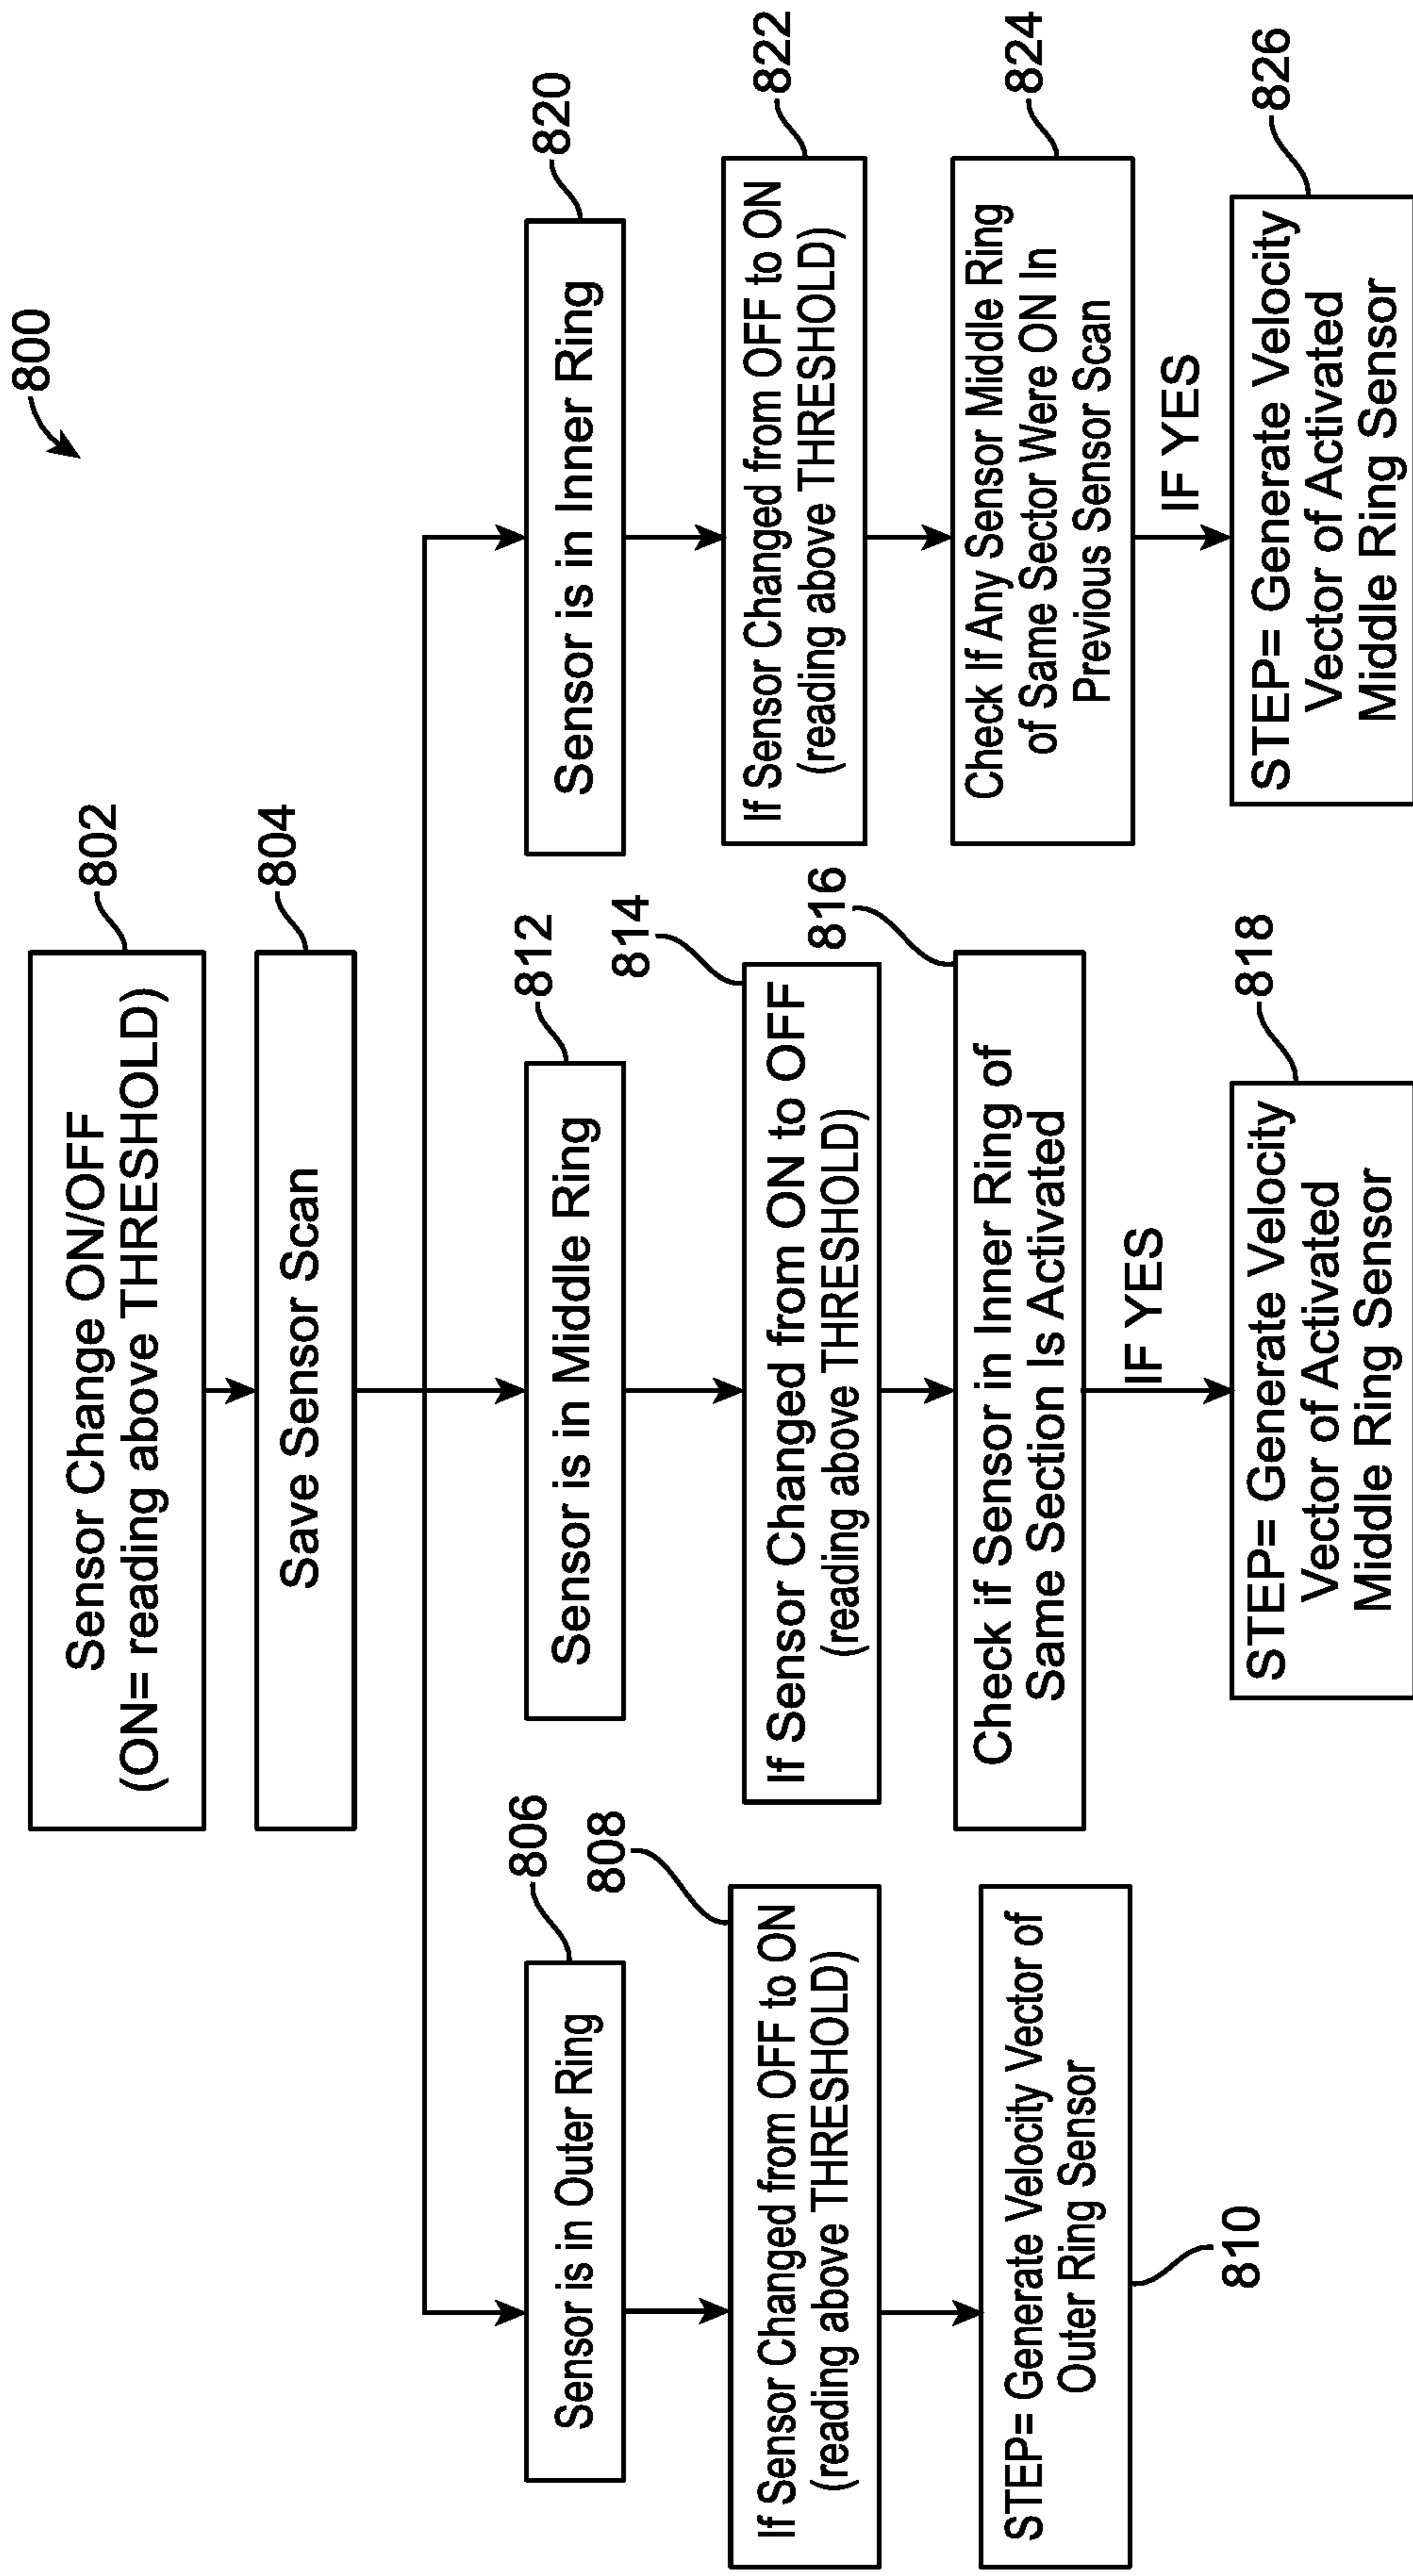 800
802
Sensor Change ON/OFF
(ON= reading above THRESHOLD)
804
Save Sensor Scan
806
Sensor is in Outer Ring
808
If Sensor Changed from OFF to ON
(reading above THRESHOLD)
STEP= Generate Velocity Vector of
Outer Ring Sensor
810
812
Sensor is in Middle Ring
814
If Sensor Changed from ON to OFF
(reading above THRESHOLD)
816
Check if Sensor in Inner Ring of
Same Section Is Activated
IF YES
818
STEP= Generate Velocity
Vector of Activated
Middle Ring Sensor
820
Sensor is in Inner Ring
822
If Sensor Changed from OFF to ON
(reading above THRESHOLD)
824
Check If Any Sensor Middle Ring
of Same Sector Were ON In
Previous Sensor Scan
IF YES
826
STEP= Generate Velocity
Vector of Activated
Middle Ring Sensor